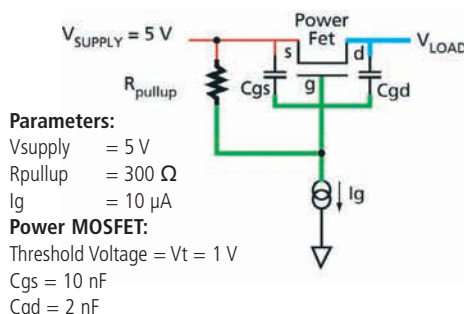 Power
Fet
VSUPPLY = 5 V
VLOAD
s
d
g
Rpullup
Cgs
Cgd
Ig
Parameters:
Vsupply = 5 V
Rpullup = 300 Ω
Ig = 10 µA
Power MOSFET:
Threshold Voltage = Vt = 1 V
Cgs = 10 nF
Cgd = 2 nF